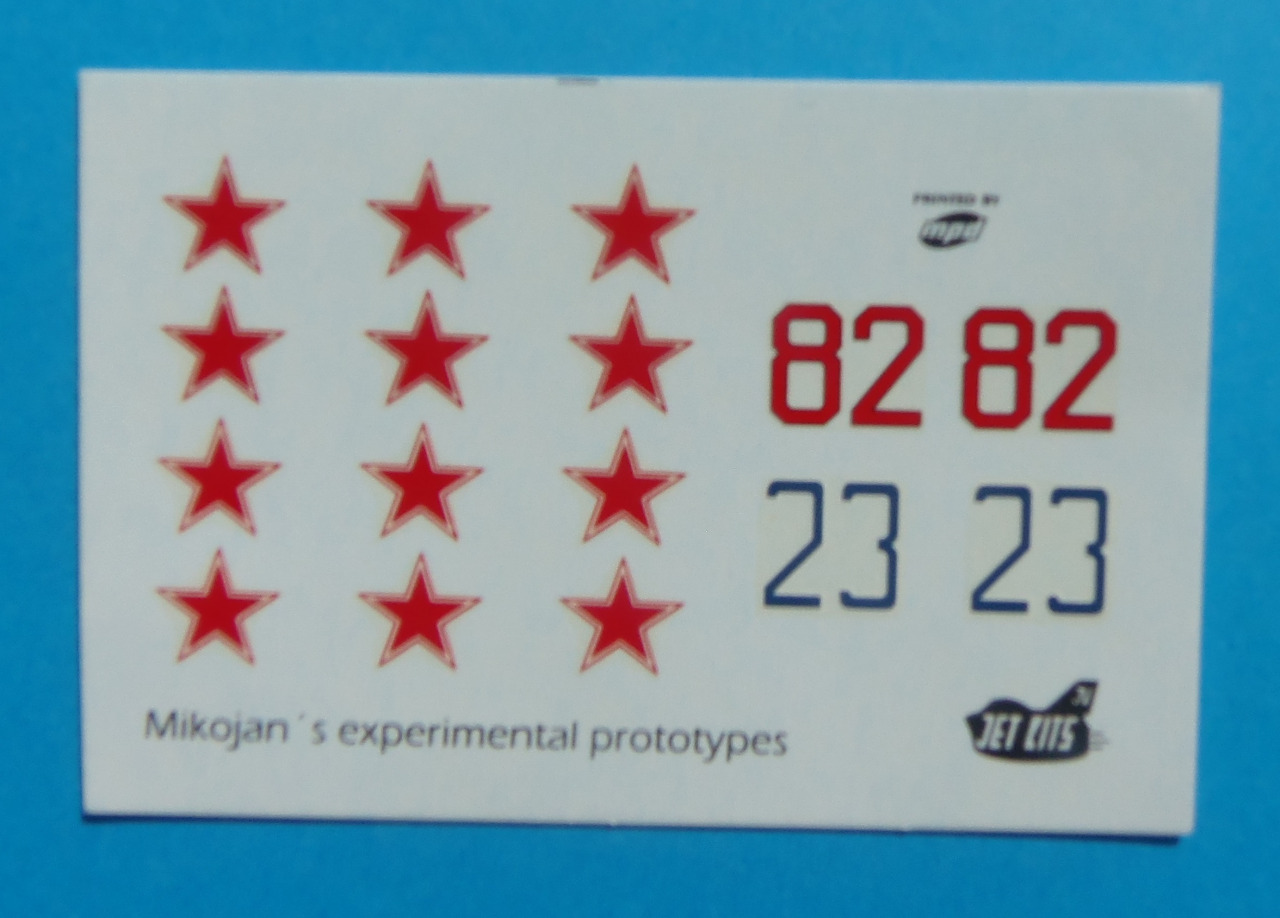 PRINTED BY
mpd
82 82
23 23
Mikojan´s experimental prototypes
JET KITS